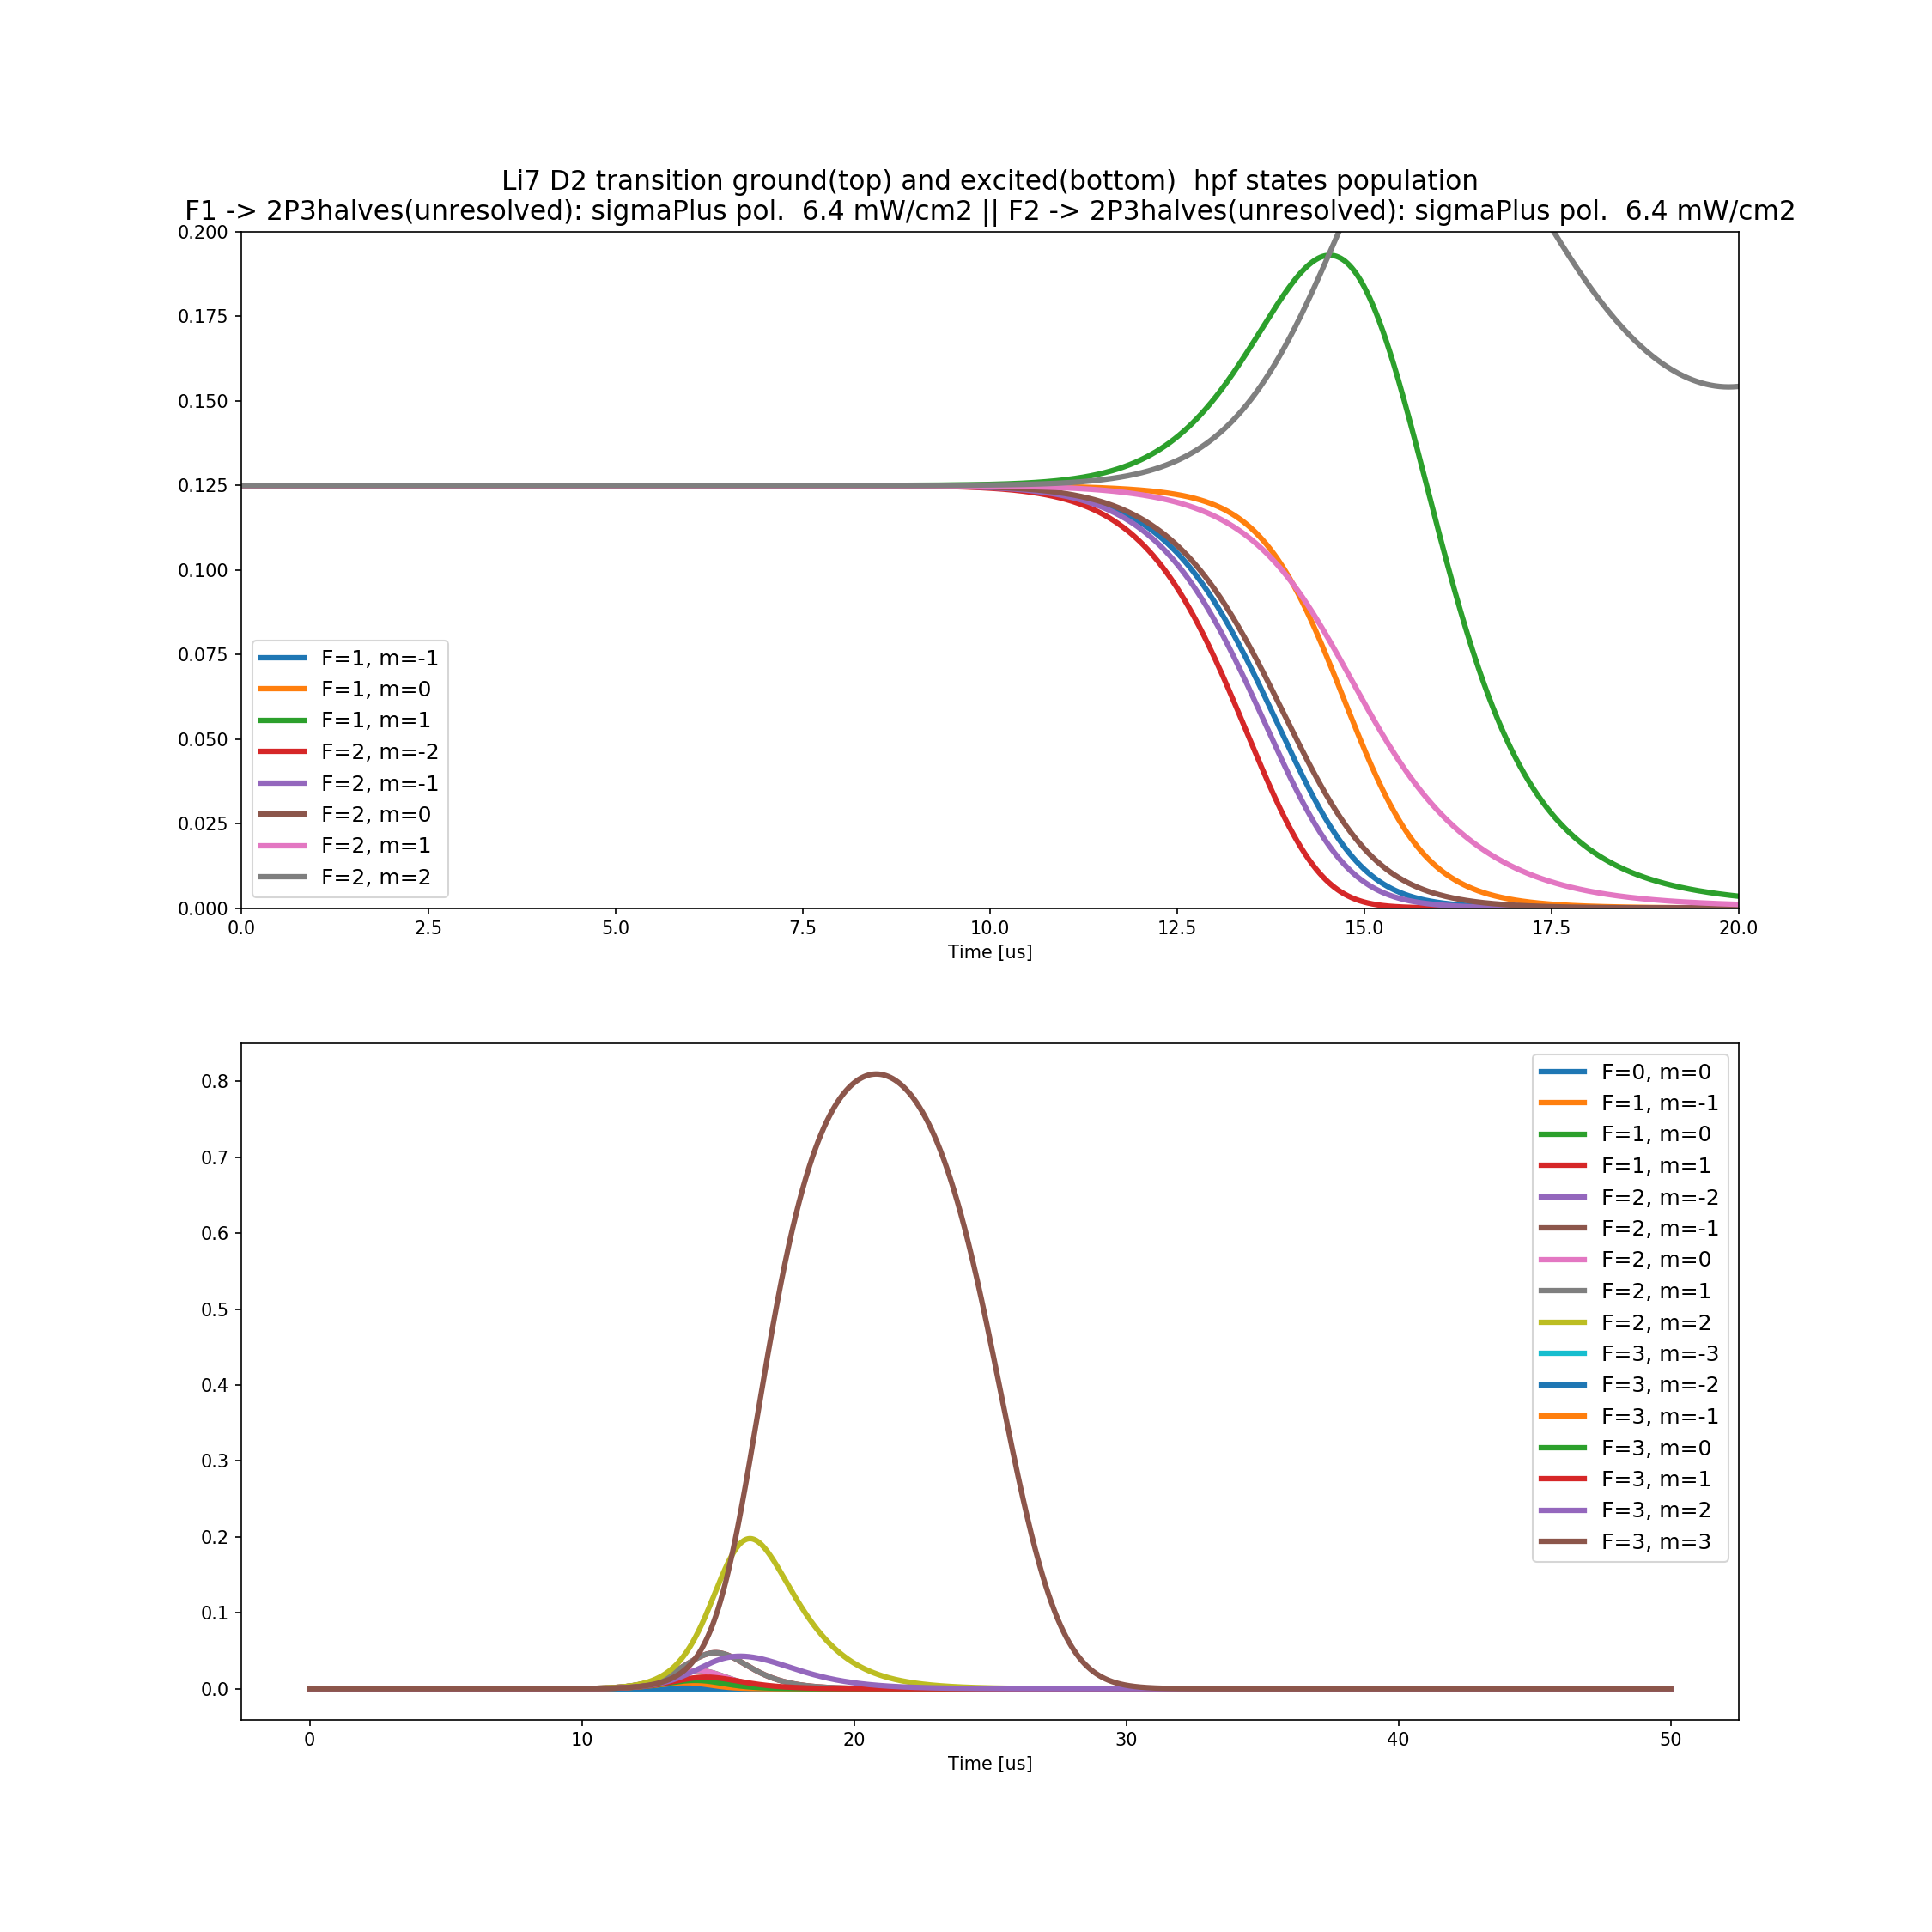 Li7 D2 transition ground(top) and excited(bottom)  hpf states population
F1 -> 2P3halves(unresolved): sigmaPlus pol.  6.4 mW/cm2 || F2 -> 2P3halves(unresolved): sigmaPlus pol.  6.4 mW/cm2
0.200
0.175
0.150
0.125
0.100
0.075
0.050
0.025
0.000
F=1, m=-1
F=1, m=0
F=1, m=1
F=2, m=-2
F=2, m=-1
F=2, m=0
F=2, m=1
F=2, m=2
0.0 2.5 5.0 7.5 10.0 12.5 15.0 17.5 20.0
Time [us]
0.8
0.7
0.6
0.5
0.4
0.3
0.2
0.1
0.0
F=0, m=0
F=1, m=-1
F=1, m=0
F=1, m=1
F=2, m=-2
F=2, m=-1
F=2, m=0
F=2, m=1
F=2, m=2
F=3, m=-3
F=3, m=-2
F=3, m=-1
F=3, m=0
F=3, m=1
F=3, m=2
F=3, m=3
0 10 20 30 40 50
Time [us]